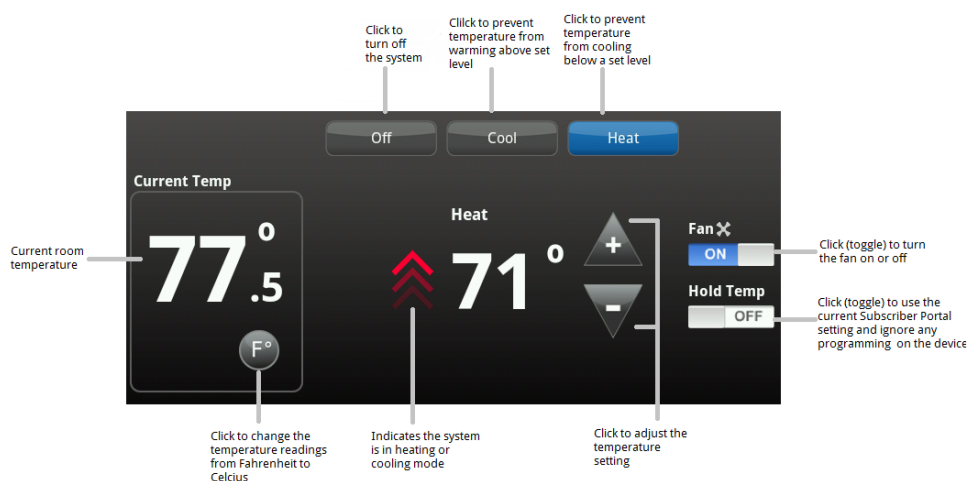 Click to
turn off
the system
Clilck to prevent
temperature from
warming above set
level
Click to prevent
temperature
from cooling
below a set level
Off
Cool
Heat
Current Temp
77.5°
F°
Current room
temperature
Heat
71°
+
-
Fan
ON
Hold Temp
OFF
Click (toggle) to turn
the fan on or off
Click (toggle) to use the
current Subscriber Portal
setting and ignore any
programming on the device
Click to change the
temperature readings
from Fahrenheit to
Celcius
Indicates the system
is in heating or
cooling mode
Click to adjust the
temperature
setting